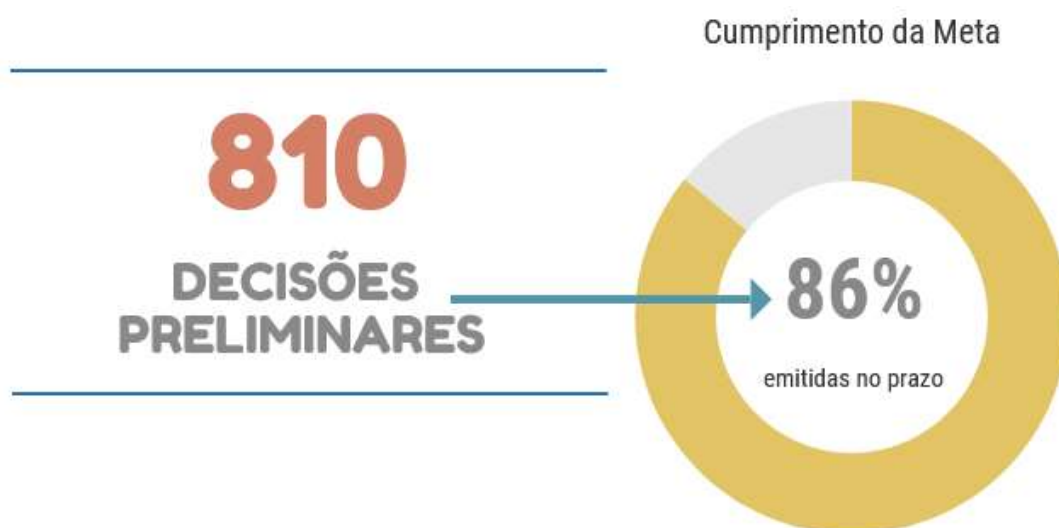 Cumprimento da Meta
810
DECISÕES
PRELIMINARES
86%
emitidas no prazo